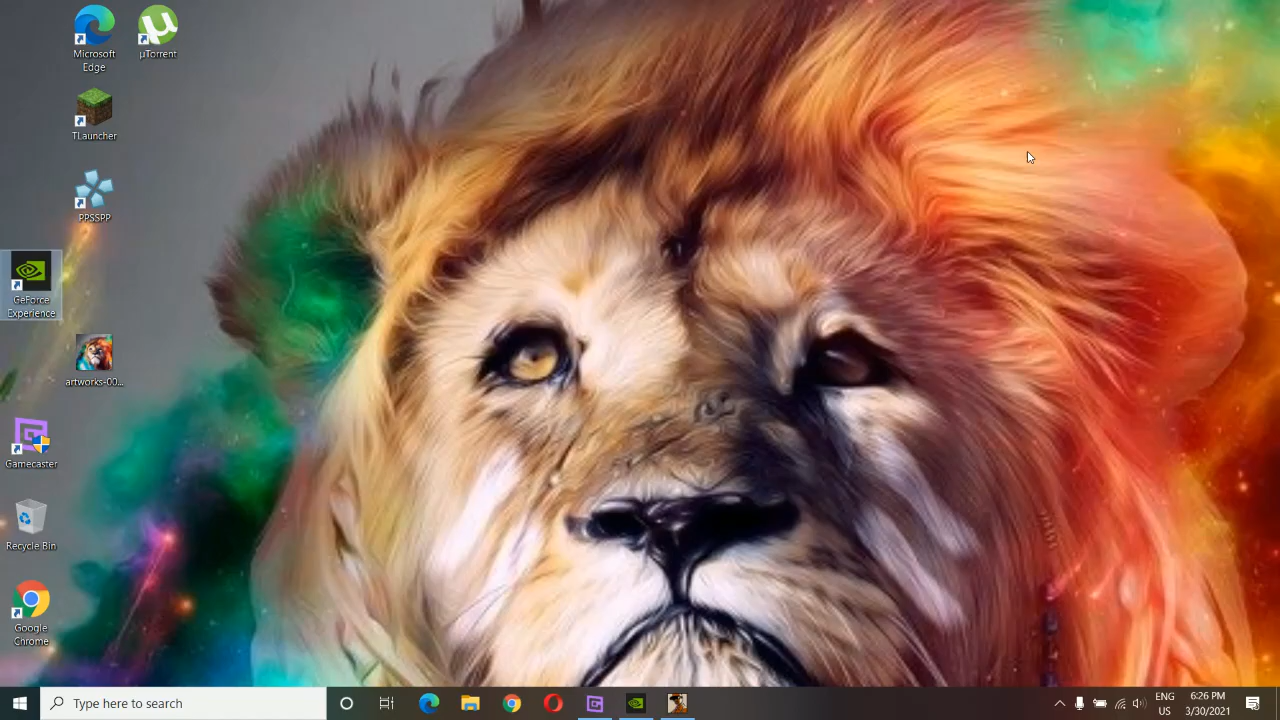 Microsoft
Edge
µTorrent
TLauncher
PPSSPP
GeForce
Experience
artworks-00...
Gamecaster
Recycle Bin
Google
Chrome
Type here to search
ENG
US
6:26 PM
3/30/2021